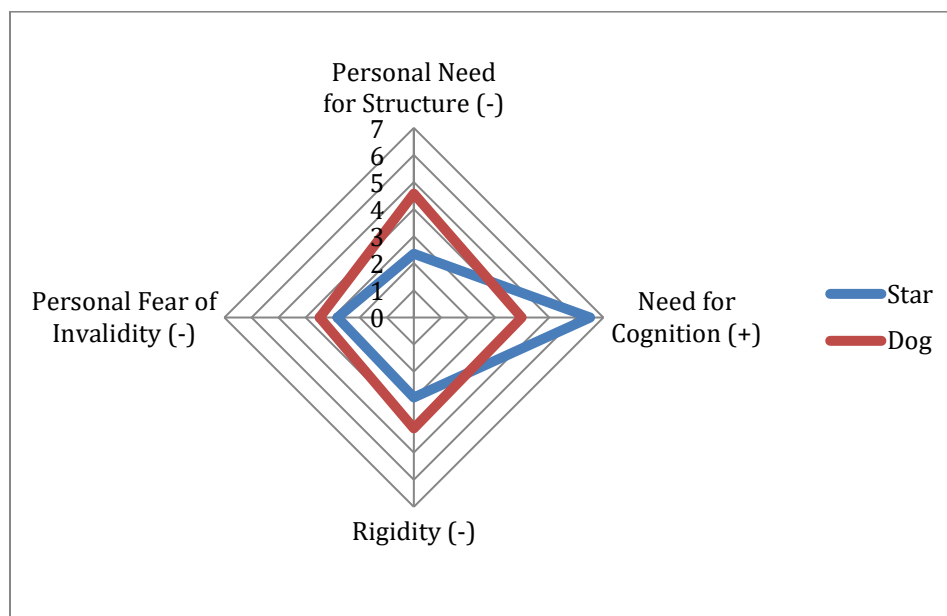 Personal Need
for Structure (-)
7
6
5
4
3
2
1
0
Personal Fear of
Invalidity (-)
Need for
Cognition (+)
Star
Dog
Rigidity (-)